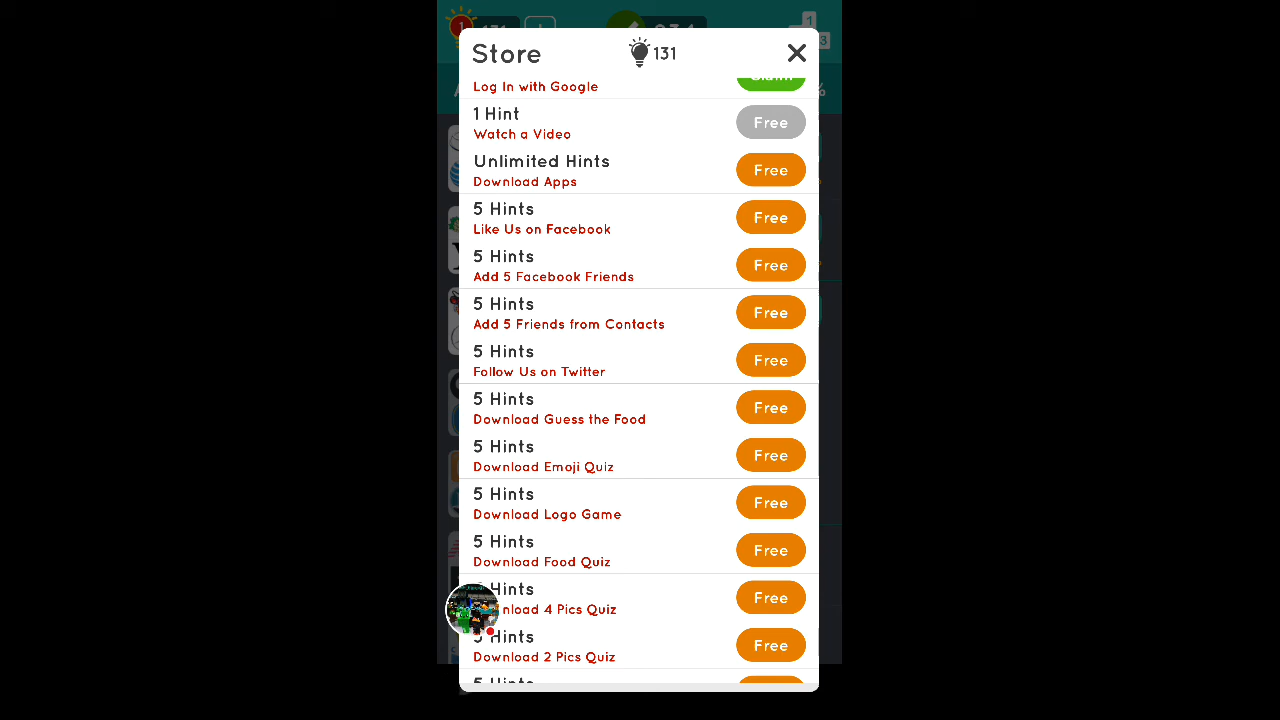 Store
131
Log In with Google
1 Hint
Watch a Video
Free
Unlimited Hints
Download Apps
Free
5 Hints
Like Us on Facebook
Free
5 Hints
Add 5 Facebook Friends
Free
5 Hints
Add 5 Friends from Contacts
Free
5 Hints
Follow Us on Twitter
Free
5 Hints
Download Guess the Food
Free
5 Hints
Download Emoji Quiz
Free
5 Hints
Download Logo Game
Free
5 Hints
Download Food Quiz
Free
Hints
4 Pics Quiz
Free
5 Hints
Download 2 Pics Quiz
Free
5 Hints